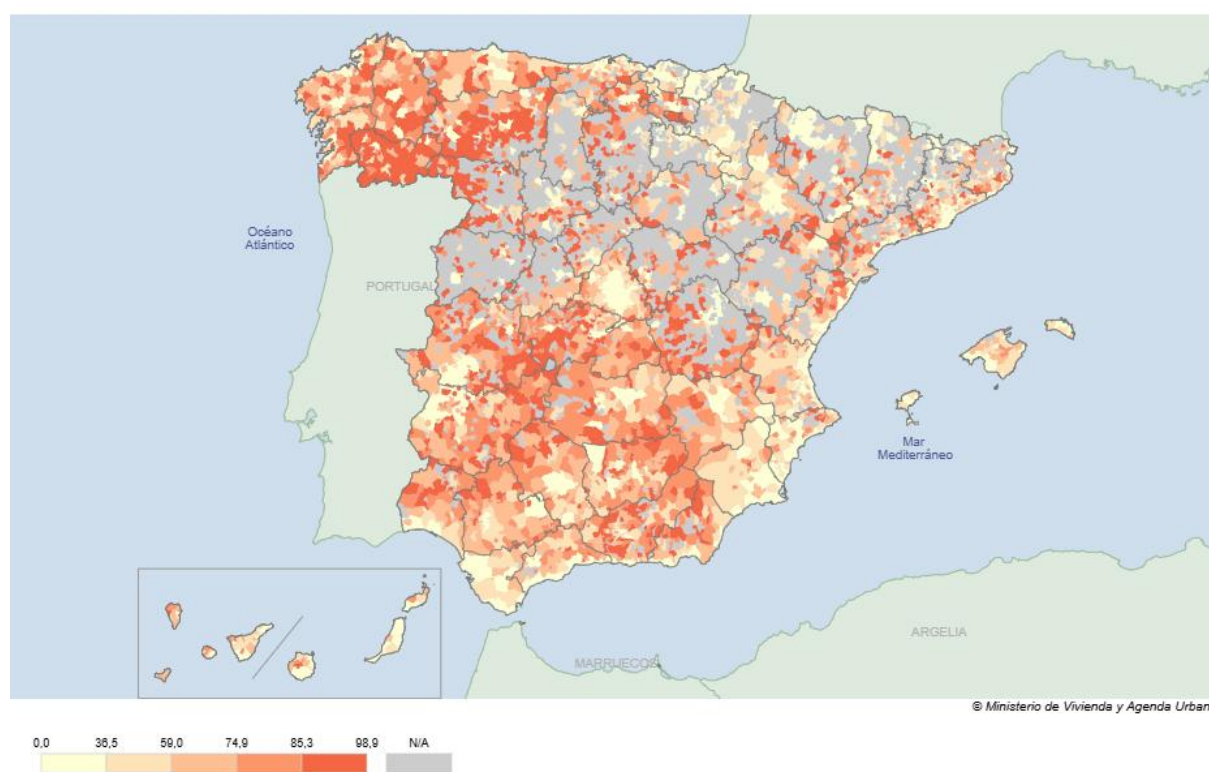 Océano
Atlántico
PORTUGAL
Mar
Mediterráneo
ARGELIA
MARRUECOS
© Ministerio de Vivienda y Agenda Urban
0,0 36,5 59,0 74,9 85,3 98,9 N/A